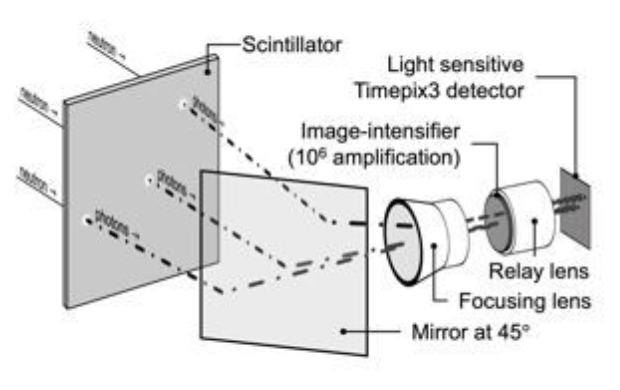 neutron→
Scintillator
neutron→
photons→
Light sensitive
Timepix3 detector
Image-intensifier
(10⁶ amplification)
neutron→
photons→
photons→
Relay lens
Focusing lens
Mirror at 45°